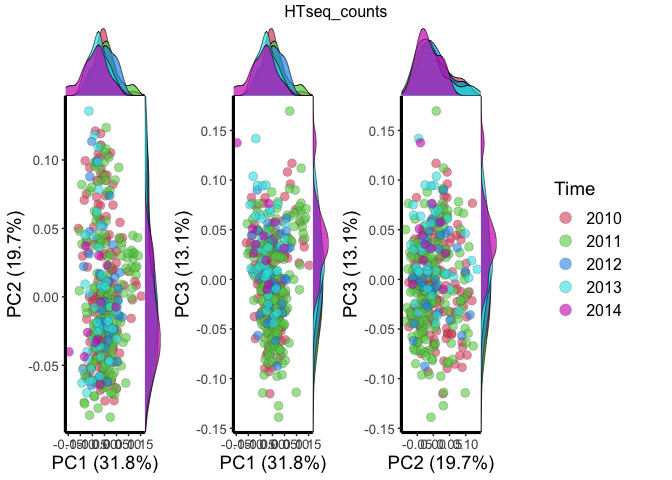 HTseq_counts
0.10
0.05
0.00
-0.05
PC2 (19.7%)
PC1 (31.8%)
0.15
0.10
0.05
0.00
-0.05
-0.10
-0.15
PC3 (13.1%)
PC1 (31.8%)
0.15
0.10
0.05
0.00
-0.05
-0.10
-0.15
PC3 (13.1%)
PC2 (19.7%)
Time
2010
2011
2012
2013
2014